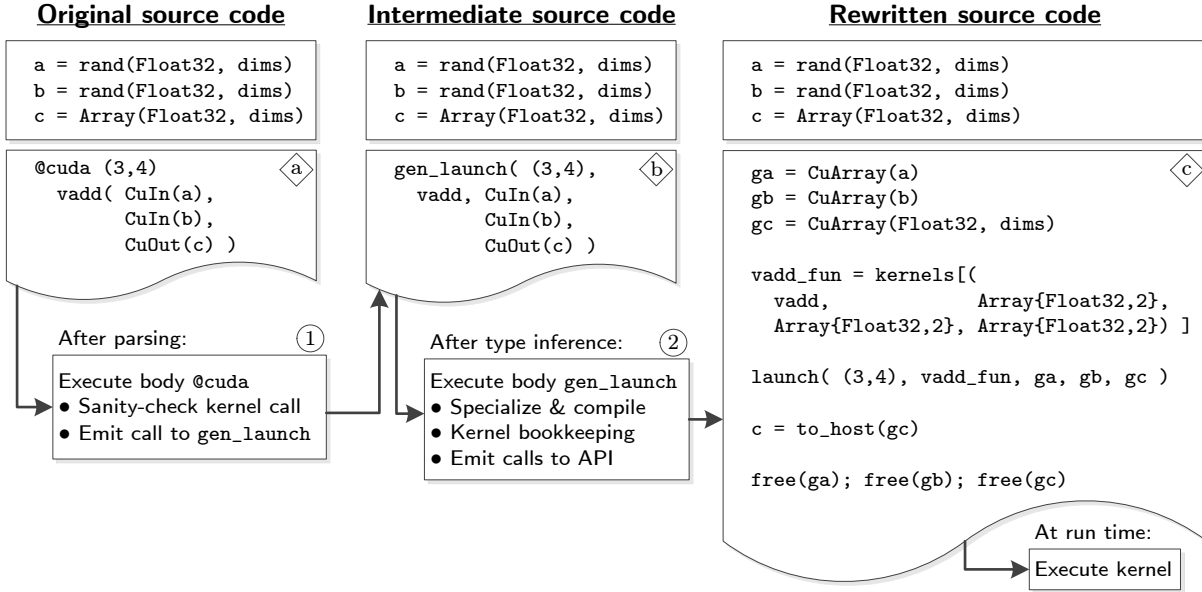 Original source code
a = rand(Float32, dims)
b = rand(Float32, dims)
c = Array(Float32, dims)
@cuda (3,4)
vadd( CuIn(a),
CuIn(b),
CuOut(c) )
a
After parsing:
1
Execute body @cuda
● Sanity-check kernel call
● Emit call to gen_launch
Intermediate source code
a = rand(Float32, dims)
b = rand(Float32, dims)
c = Array(Float32, dims)
gen_launch( (3,4),
vadd, CuIn(a),
CuIn(b),
CuOut(c) )
b
After type inference:
2
Execute body gen_launch
● Specialize & compile
● Kernel bookkeeping
● Emit calls to API
Rewritten source code
a = rand(Float32, dims)
b = rand(Float32, dims)
c = Array(Float32, dims)
ga = CuArray(a)
gb = CuArray(b)
gc = CuArray(Float32, dims)
c
vadd_fun = kernels[(
vadd, Array{Float32,2},
Array{Float32,2}, Array{Float32,2}) ]
launch( (3,4), vadd_fun, ga, gb, gc )
c = to_host(gc)
free(ga); free(gb); free(gc)
At run time:
Execute kernel